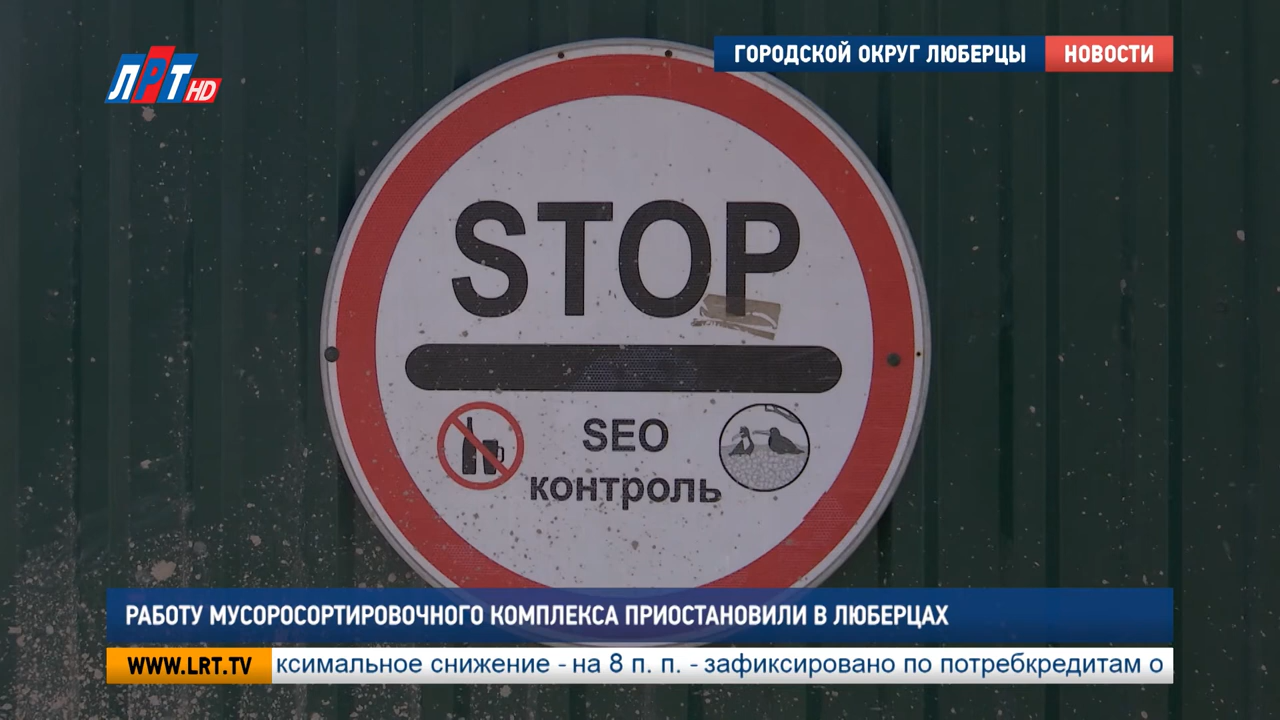 ЛРТ HD
ГОРОДСКОЙ ОКРУГ ЛЮБЕРЦЫ НОВОСТИ
STOP
SEO
контроль
РАБОТУ МУСОРОСОРТИРОВОЧНОГО КОМПЛЕКСА ПРИОСТАНОВИЛИ В ЛЮБЕРЦАХ
WWW.LRT.TV ксимальное снижение - на 8 п. п. - зафиксировано по потребкредитам о